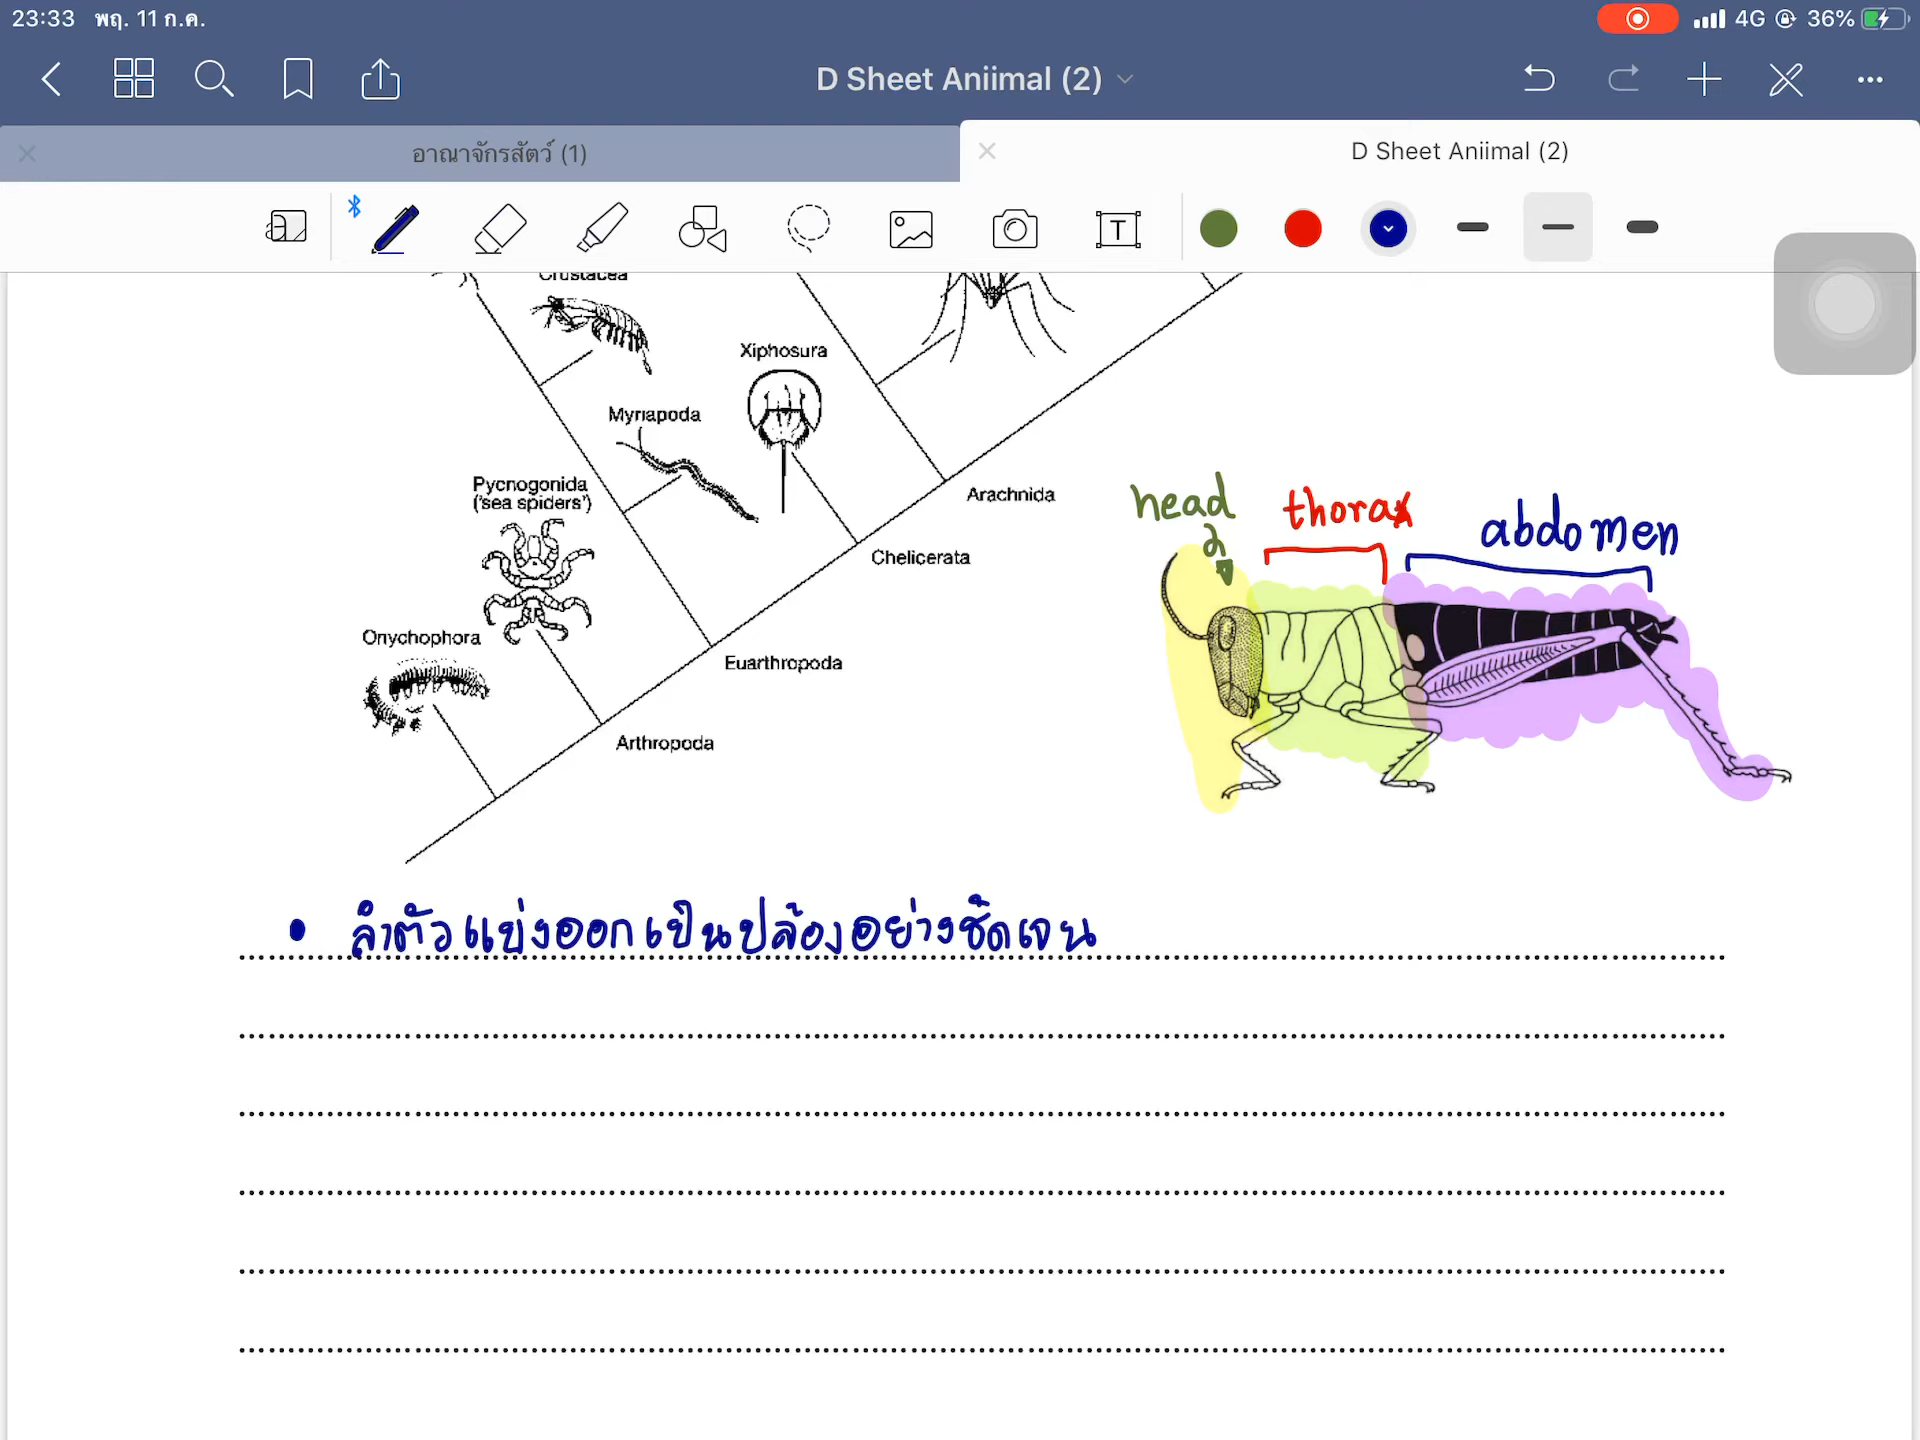 23:33 พฤ. 11 ก.ค.
4G 36%
D Sheet Aniimal (2)
อาณาจักรสัตว์ (1)
D Sheet Aniimal (2)
T
Crustacea
Xiphosura
Myriapoda
Pycnogonida
('sea spiders')
Arachnida
head
thorax
abdomen
Chelicerata
Onychophora
Euarthropoda
Arthropoda
• ลำตัวแบ่งออกเป็นปล้องอย่างชัดเจน